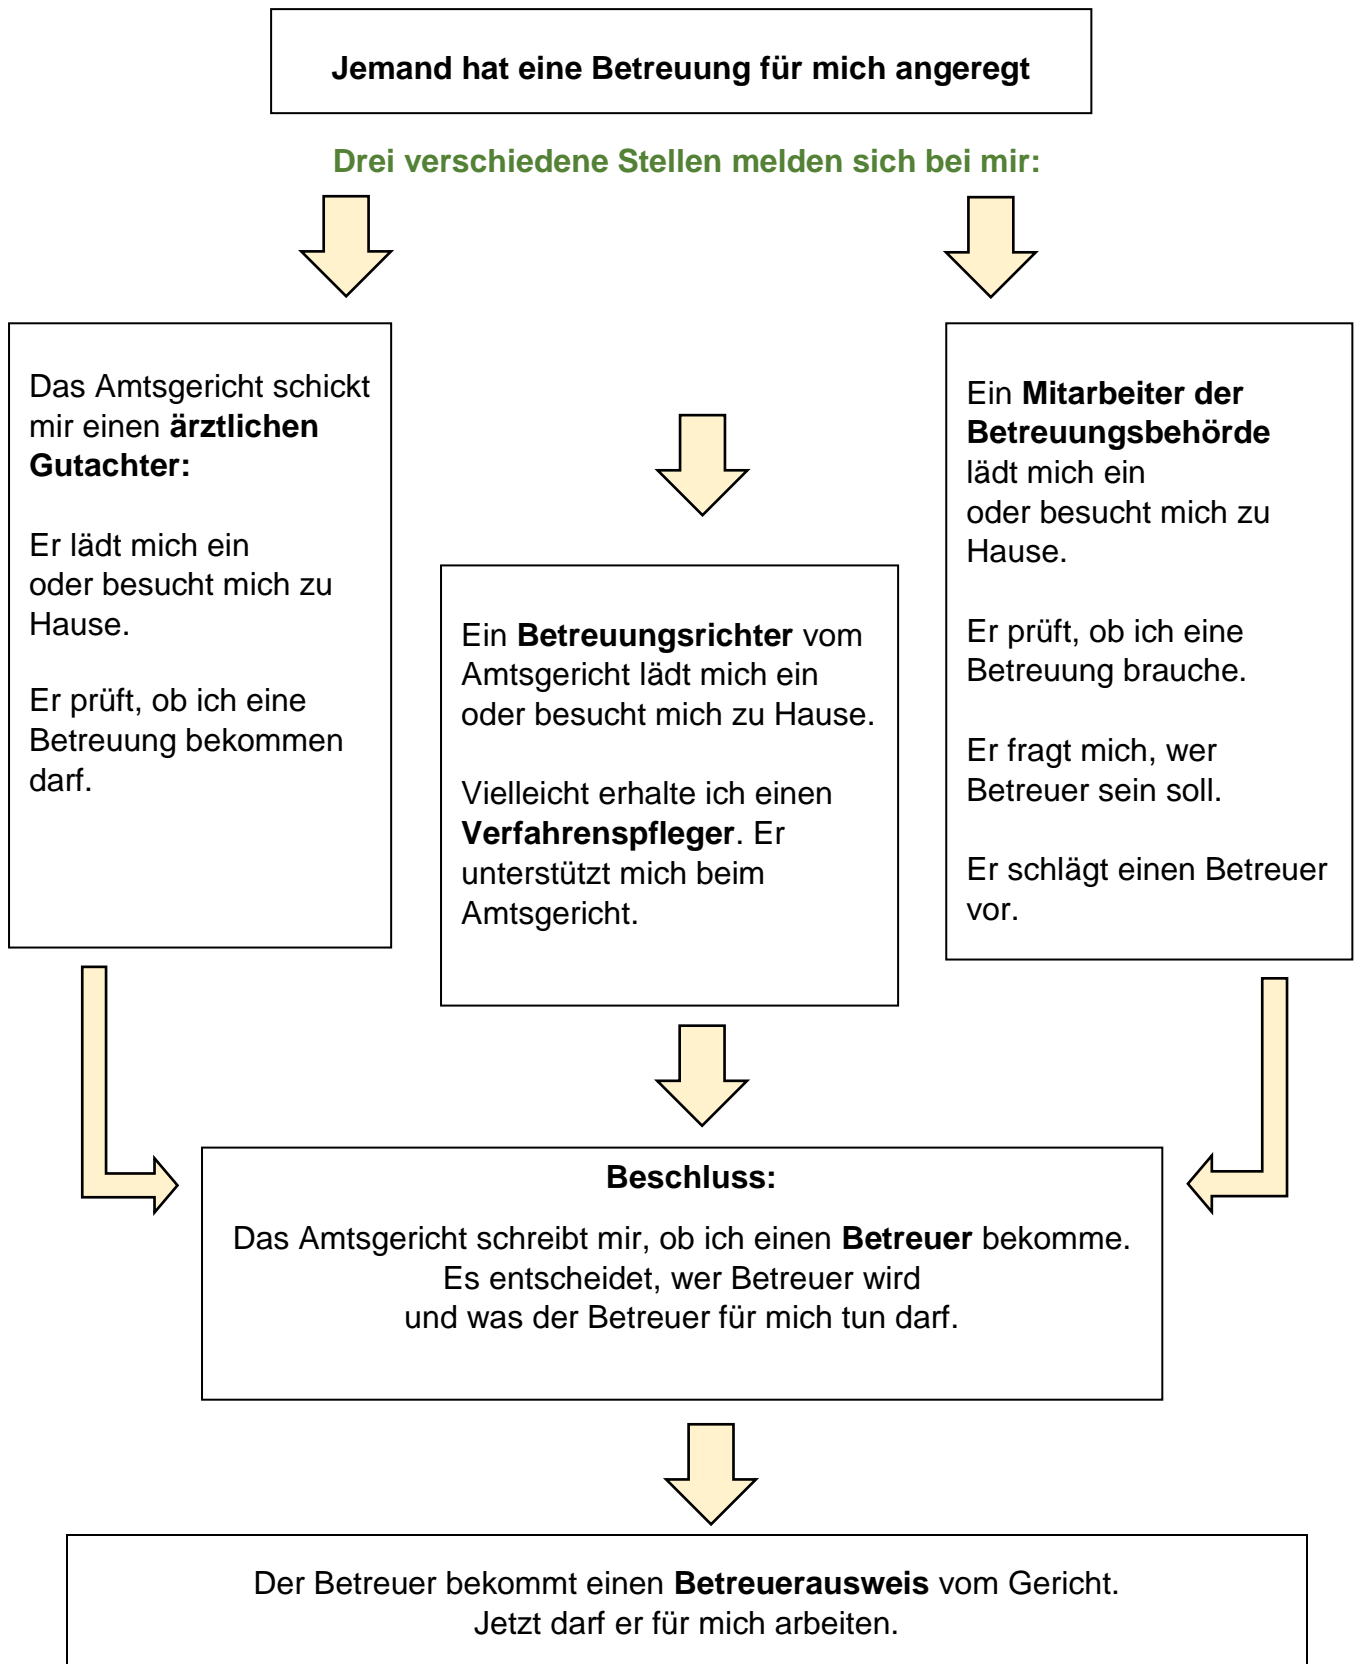 Jemand hat eine Betreuung für mich angeregt
Drei verschiedene Stellen melden sich bei mir:
Das Amtsgericht schickt
mir einen ärztlichen
Gutachter:
Er lädt mich ein
oder besucht mich zu
Hause.
Er prüft, ob ich eine
Betreuung bekommen
darf.
Ein Betreuungsrichter vom
Amtsgericht lädt mich ein
oder besucht mich zu Hause.
Vielleicht erhalte ich einen
Verfahrenspfleger. Er
unterstützt mich beim
Amtsgericht.
Ein Mitarbeiter der
Betreuungsbehörde
lädt mich ein
oder besucht mich zu
Hause.
Er prüft, ob ich eine
Betreuung brauche.
Er fragt mich, wer
Betreuer sein soll.
Er schlägt einen Betreuer
vor.
Beschluss:
Das Amtsgericht schreibt mir, ob ich einen Betreuer bekomme.
Es entscheidet, wer Betreuer wird
und was der Betreuer für mich tun darf.
Der Betreuer bekommt einen Betreuerausweis vom Gericht.
Jetzt darf er für mich arbeiten.